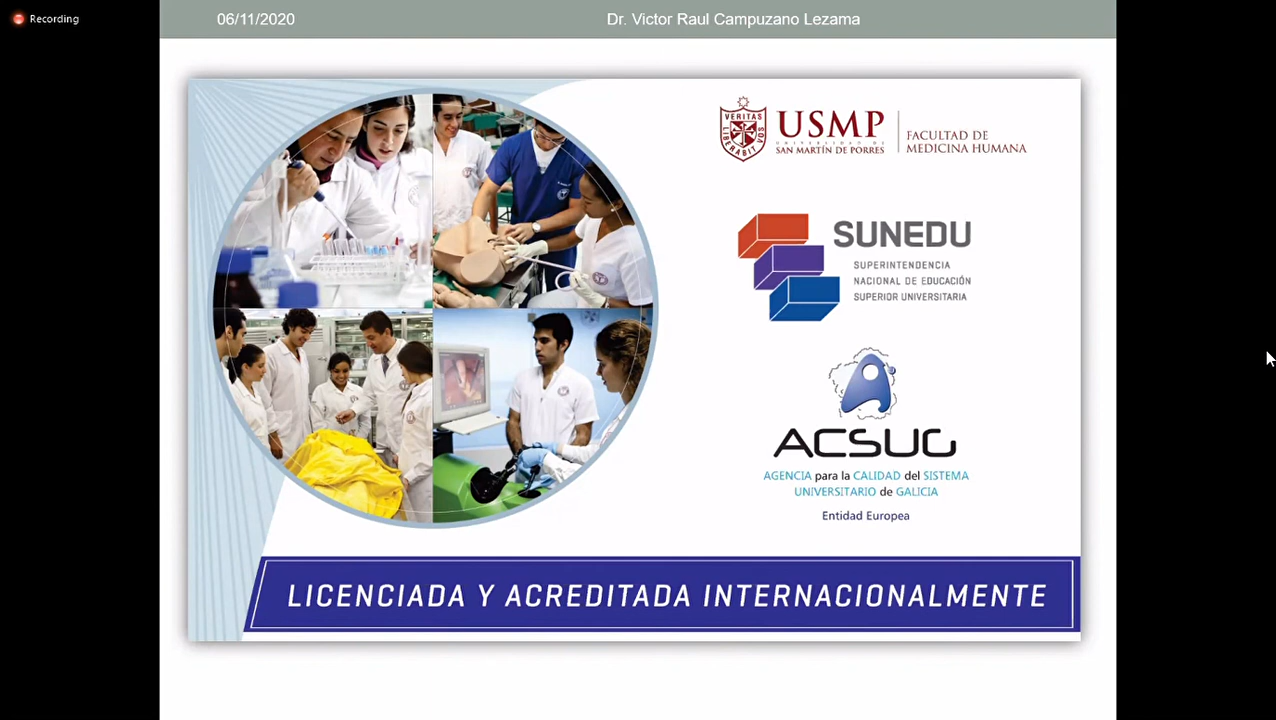 Recording
06/11/2020
Dr. Victor Raul Campuzano Lezama
VERITAS
LIBERABIT VOS
USMP
UNIVERSIDAD DE
SAN MARTÍN DE PORRES
FACULTAD DE
MEDICINA HUMANA
SUNEDU
SUPERINTENDENCIA
NACIONAL DE EDUCACIÓN
SUPERIOR UNIVERSITARIA
ACSUG
AGENCIA para la CALIDAD del SISTEMA
UNIVERSITARIO de GALICIA
Entidad Europea
LICENCIADA Y ACREDITADA INTERNACIONALMENTE